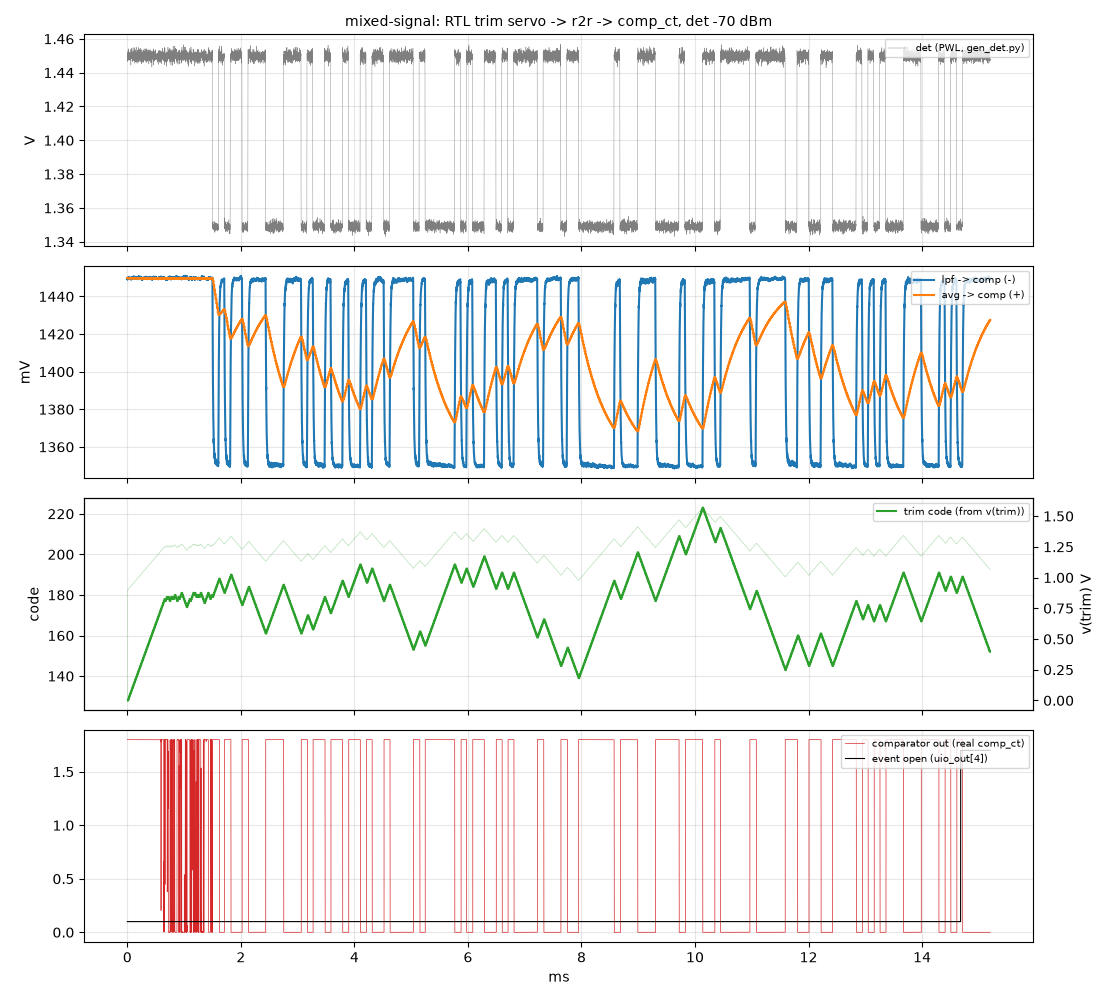 mixed-signal: RTL trim servo -> r2r -> comp_ct, det -70 dBm
1.46
1.44
1.42
1.40
1.38
1.36
1.34
V
det (PWL, gen_det.py)
1440
1420
1400
1380
1360
mV
lpf -> comp (-)
avg -> comp (+)
220
200
180
160
140
code
trim code (from v(trim))
1.50
1.25
1.00
0.75
0.50
0.25
0.00
v(trim) V
1.5
1.0
0.5
0.0
comparator out (real comp_ct)
event open (uio_out[4])
0 2 4 6 8 10 12 14
ms